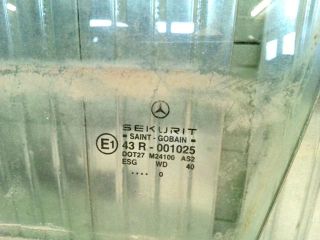 SEKURIT
SAINT - GOBAIN
E1 43 R - 001025
DOT27 M24100 AS2
ESG WD 40
.... 0